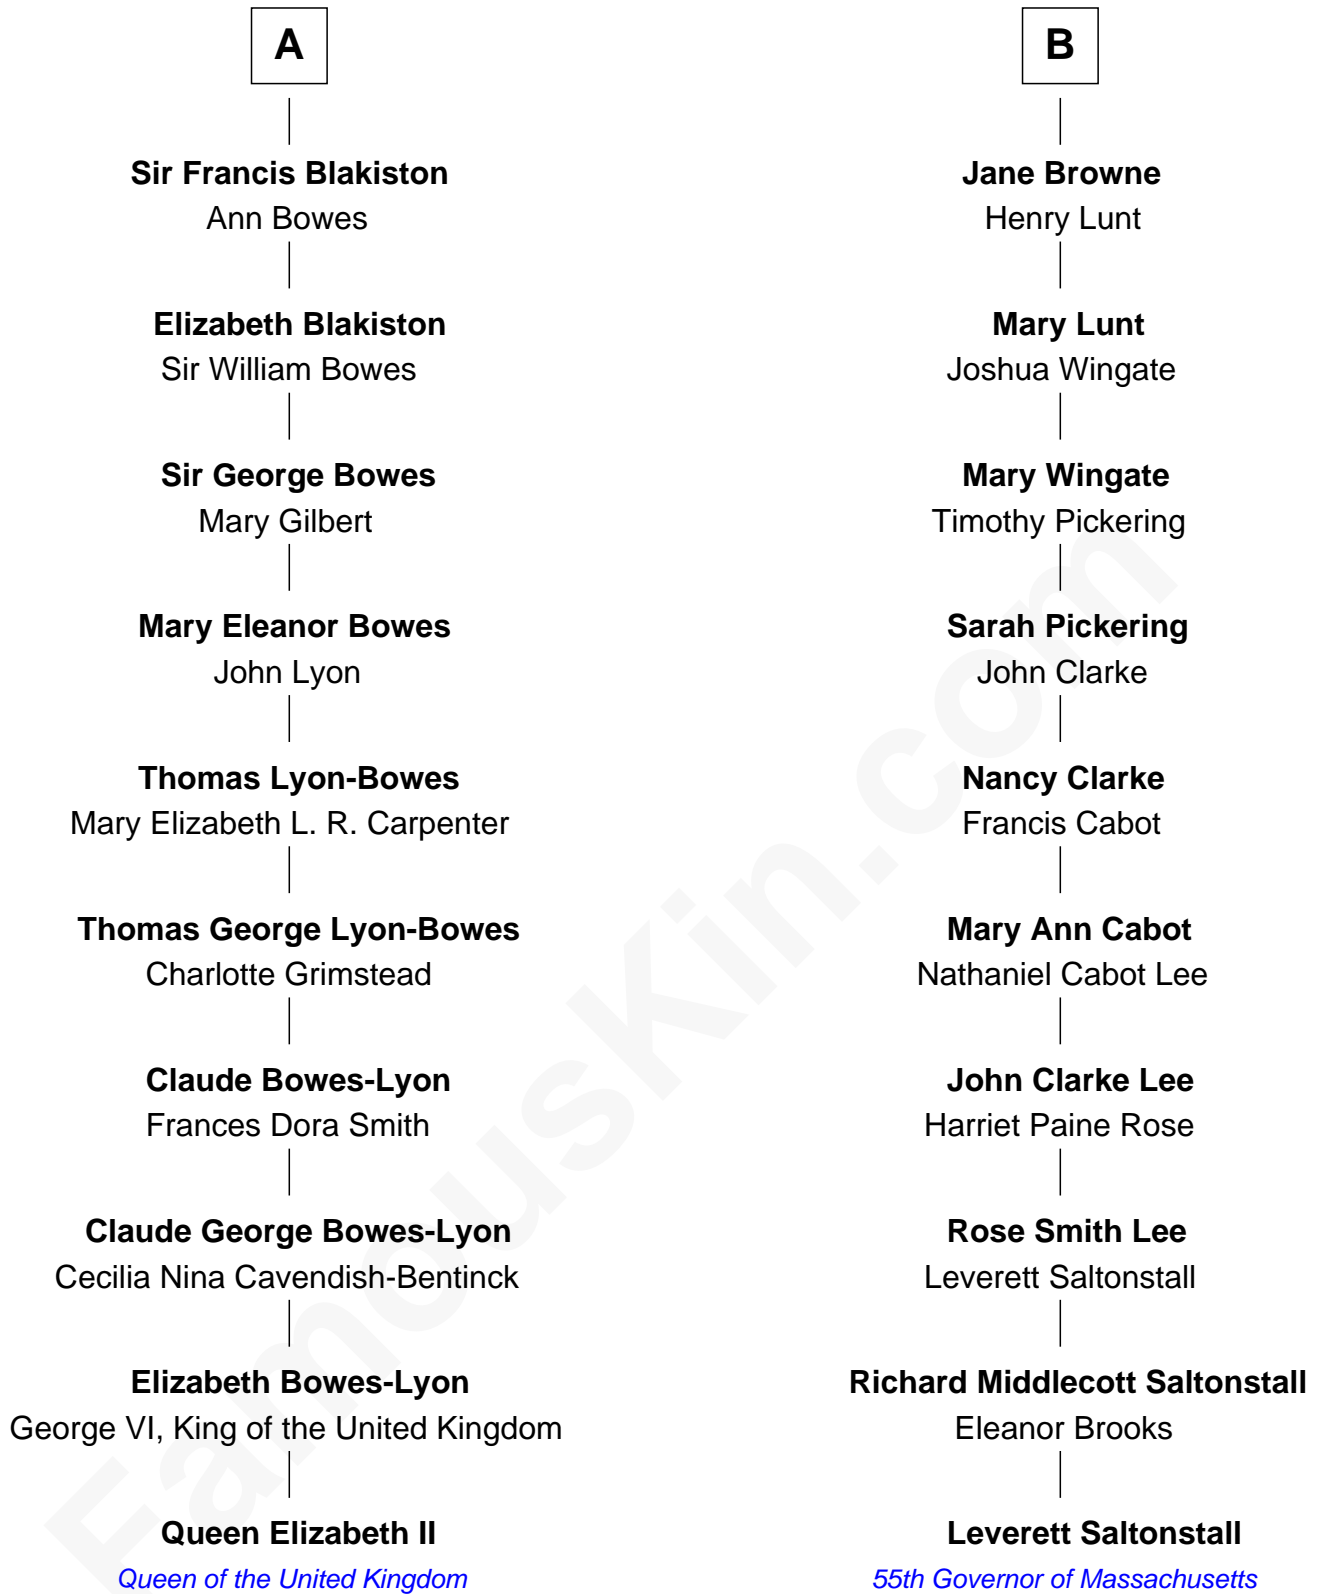 A
Sir Francis Blakiston
Ann Bowes
Elizabeth Blakiston
Sir William Bowes
Sir George Bowes
Mary Gilbert
Mary Eleanor Bowes
John Lyon
Thomas Lyon-Bowes
Mary Elizabeth L. R. Carpenter
Thomas George Lyon-Bowes
Charlotte Grimstead
Claude Bowes-Lyon
Frances Dora Smith
Claude George Bowes-Lyon
Cecilia Nina Cavendish-Bentinck
Elizabeth Bowes-Lyon
George VI, King of the United Kingdom
Queen Elizabeth II
Queen of the United Kingdom
B
Jane Browne
Henry Lunt
Mary Lunt
Joshua Wingate
Mary Wingate
Timothy Pickering
Sarah Pickering
John Clarke
Nancy Clarke
Francis Cabot
Mary Ann Cabot
Nathaniel Cabot Lee
John Clarke Lee
Harriet Paine Rose
Rose Smith Lee
Leverett Saltonstall
Richard Middlecott Saltonstall
Eleanor Brooks
Leverett Saltonstall
55th Governor of Massachusetts
FamousKin.com